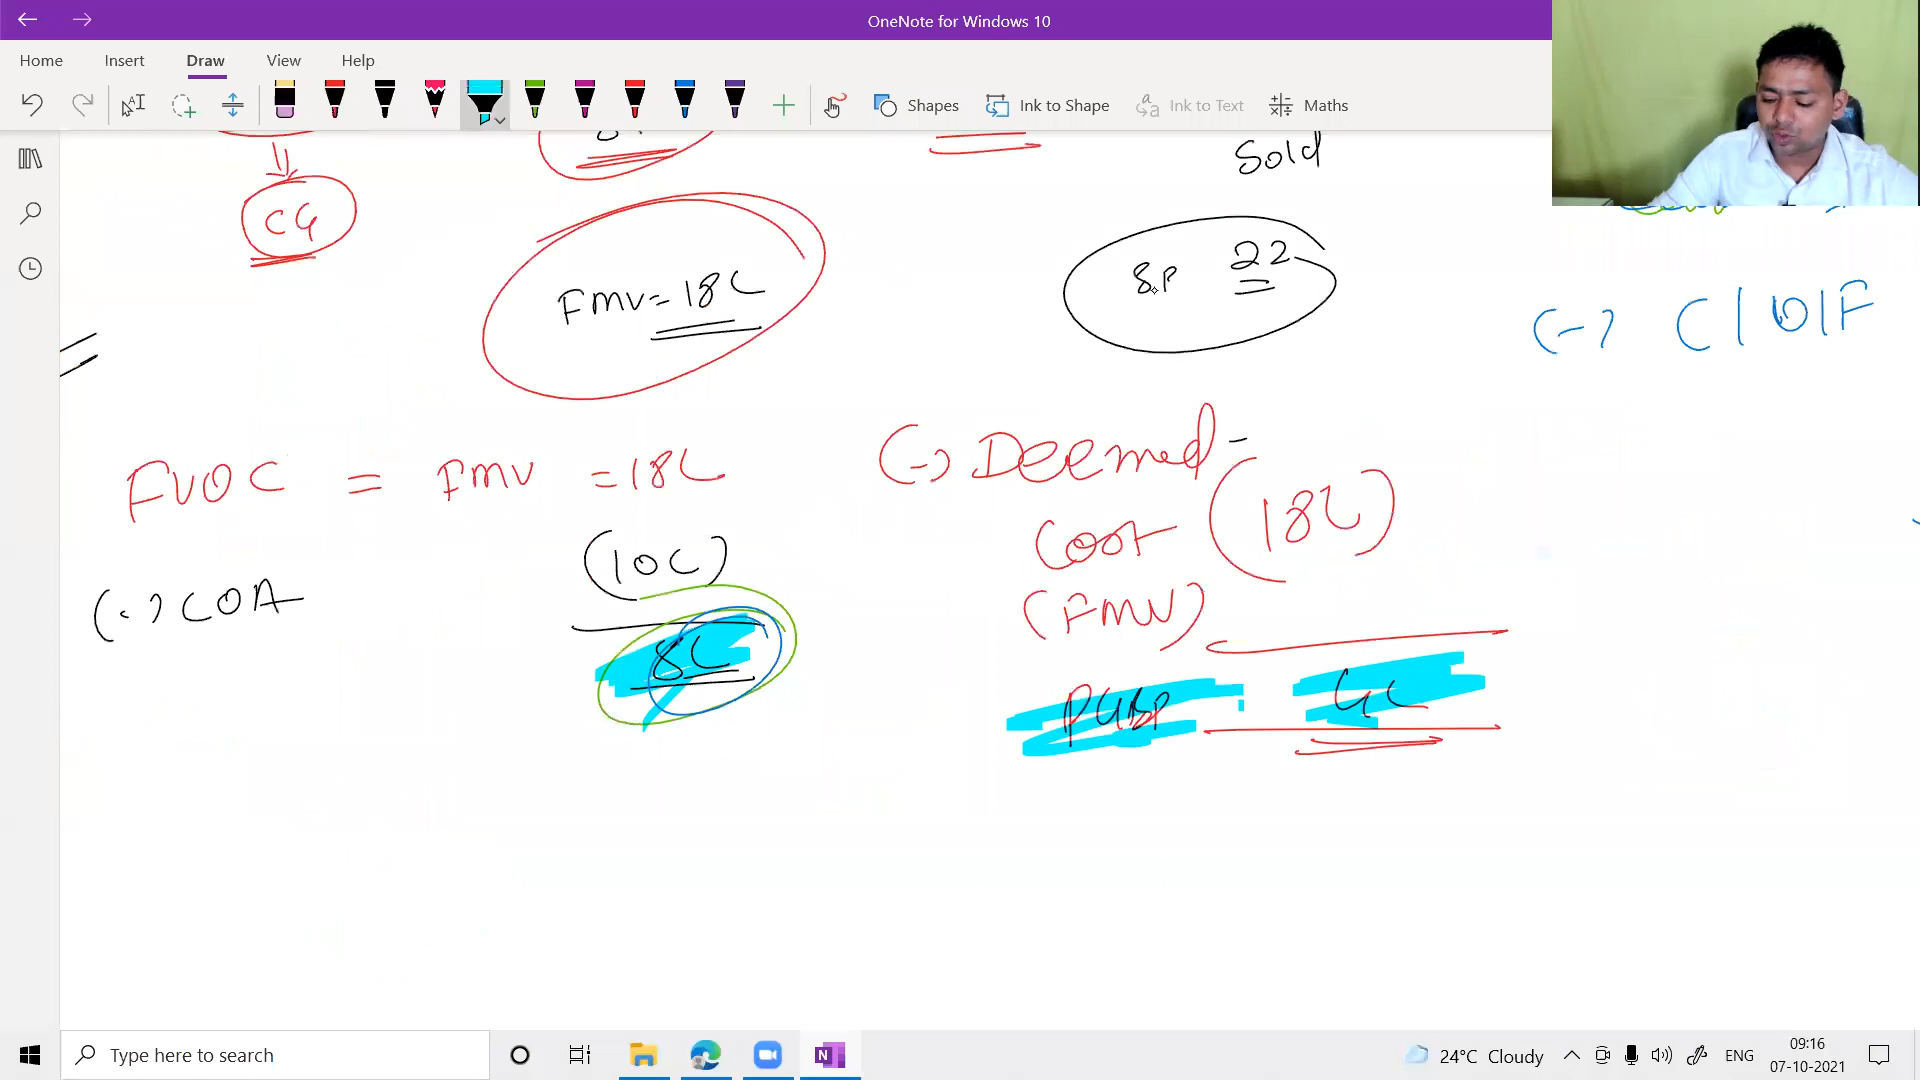 OneNote for Windows 10
Home Insert Draw View Help
Shapes Ink to Shape Ink to Text Maths
Sold
CG
FMV = 18L
S.P 22
(-) C/O/F
FVOC = FMV = 18L
(-) Deemed -
Cost (18L)
(FMV)
(10L)
(-) COA
8L
PGBP 4L
Type here to search
24°C Cloudy
ENG
09:16
07-10-2021